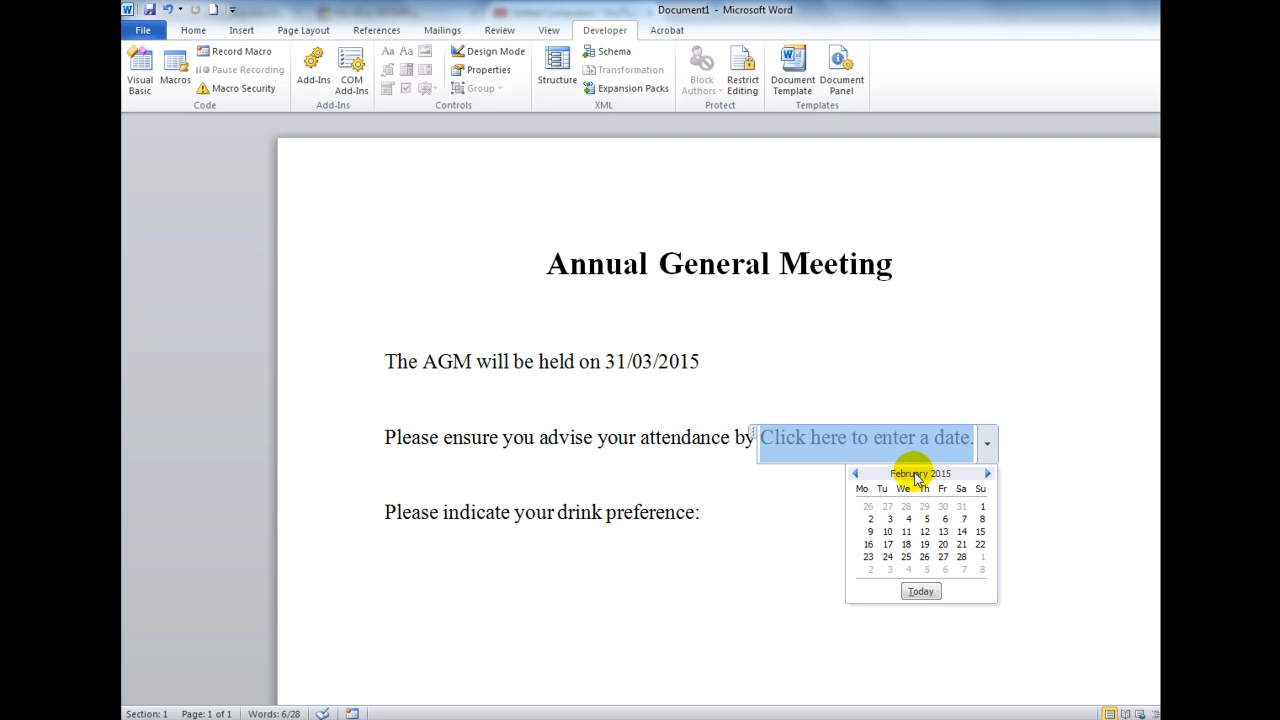 Document1 - Microsoft Word
File Home Insert Page Layout References Mailings Review View Developer Acrobat
Visual Basic
Macros
Record Macro
Pause Recording
Macro Security
Code
Add-Ins
COM Add-Ins
Add-Ins
Aa Aa
Design Mode
Properties
Group
Controls
Structure
Schema
Transformation
Expansion Packs
XML
Block Authors
Restrict Editing
Protect
Document Template
Document Panel
Templates
Annual General Meeting
The AGM will be held on 31/03/2015
Please ensure you advise your attendance by Click here to enter a date.
February 2015
Mo Tu We Th Fr Sa Su
26 27 28 29 30 31 1
2 3 4 5 6 7 8
9 10 11 12 13 14 15
16 17 18 19 20 21 22
23 24 25 26 27 28 1
2 3 4 5 6 7 8
Today
Please indicate your drink preference:
Section: 1 Page: 1 of 1 Words: 6/28